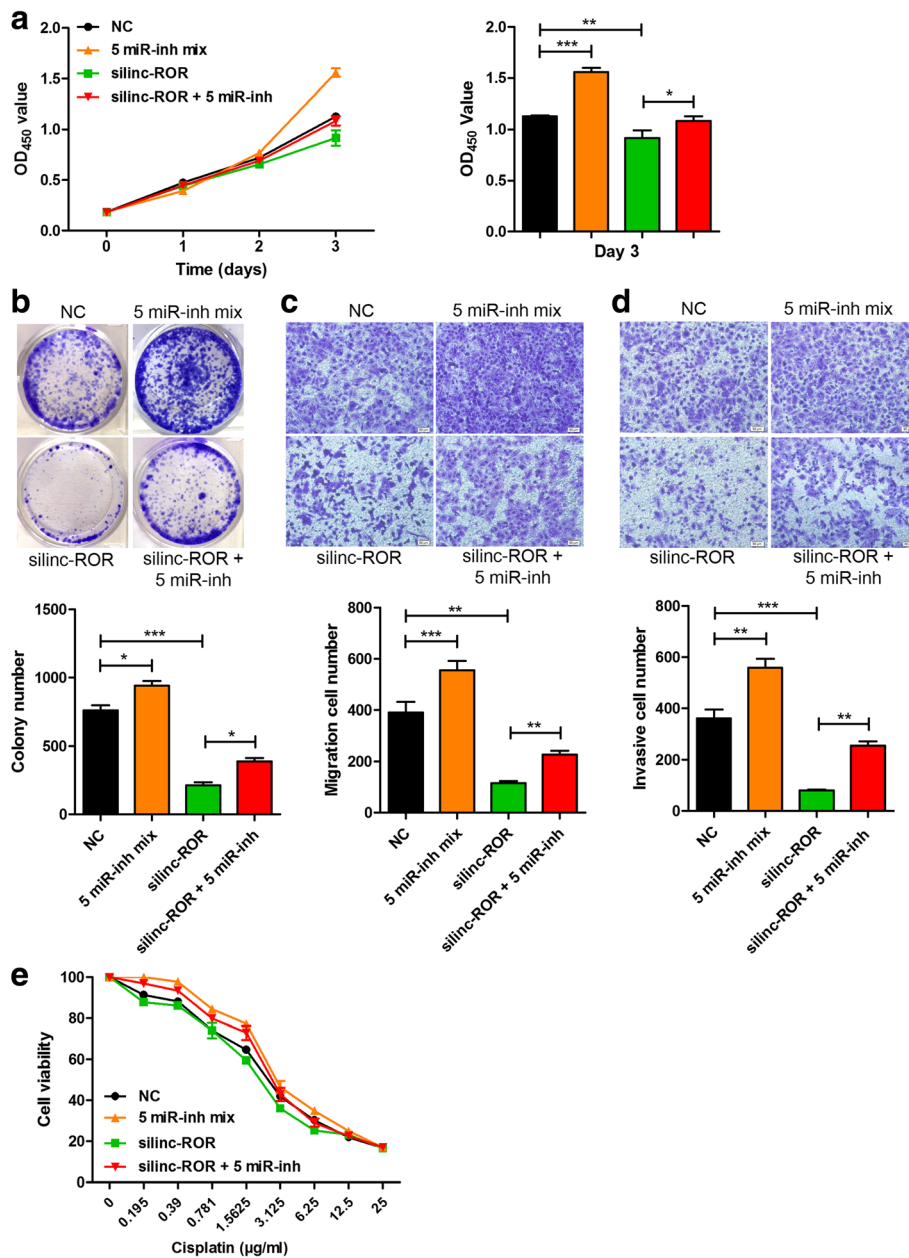 a
NC
5 miR-inh mix
silinc-ROR
silinc-ROR + 5 miR-inh
2.0
1.5
1.0
0.5
0.0
OD450 value
0 1 2 3
Time (days)
2.0
1.5
1.0
0.5
0.0
OD450 Value
**
***
*
Day 3
b
NC 5 miR-inh mix
silinc-ROR silinc-ROR +
5 miR-inh
c
NC 5 miR-inh mix
silinc-ROR silinc-ROR +
5 miR-inh
d
NC 5 miR-inh mix
silinc-ROR silinc-ROR +
5 miR-inh
1500
1000
500
0
Colony number
***
*
*
NC
5 miR-inh mix
silinc-ROR
silinc-ROR + 5 miR-inh
800
600
400
200
0
Migration cell number
**
***
**
NC
5 miR-inh mix
silinc-ROR
silinc-ROR + 5 miR-inh
800
600
400
200
0
Invasive cell number
***
**
**
NC
5 miR-inh mix
silinc-ROR
silinc-ROR + 5 miR-inh
e
100
80
60
40
20
0
Cell viability
NC
5 miR-inh mix
silinc-ROR
silinc-ROR + 5 miR-inh
0 0.195 0.39 0.781 1.5625 3.125 6.25 12.5 25
Cisplatin (µg/ml)